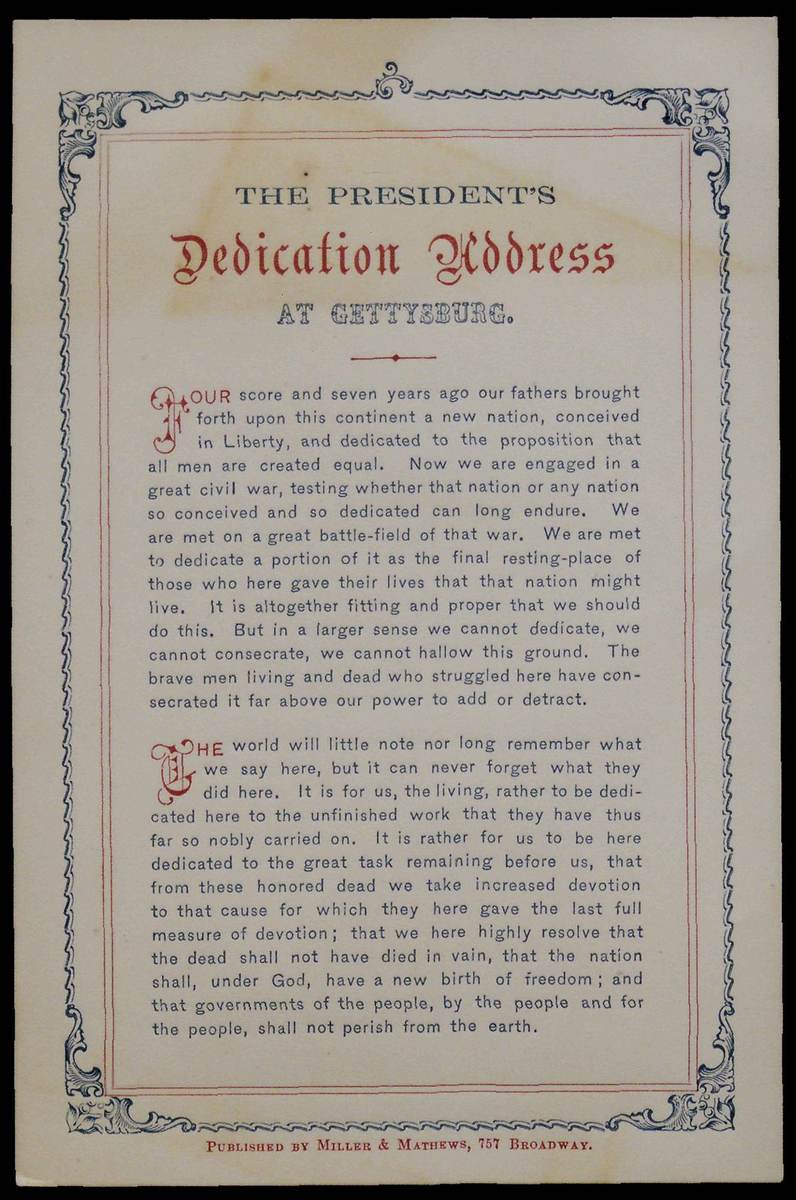 THE PRESIDENT'S
Dedication Address
AT GETTYSBURG.
FOUR score and seven years ago our fathers brought
forth upon this continent a new nation, conceived
in Liberty, and dedicated to the proposition that
all men are created equal. Now we are engaged in a
great civil war, testing whether that nation or any nation
so conceived and so dedicated can long endure. We
are met on a great battle-field of that war. We are met
to dedicate a portion of it as the final resting-place of
those who here gave their lives that that nation might
live. It is altogether fitting and proper that we should
do this. But in a larger sense we cannot dedicate, we
cannot consecrate, we cannot hallow this ground. The
brave men living and dead who struggled here have con-
secrated it far above our power to add or detract.
THE world will little note nor long remember what
we say here, but it can never forget what they
did here. It is for us, the living, rather to be dedi-
cated here to the unfinished work that they have thus
far so nobly carried on. It is rather for us to be here
dedicated to the great task remaining before us, that
from these honored dead we take increased devotion
to that cause for which they here gave the last full
measure of devotion; that we here highly resolve that
the dead shall not have died in vain, that the nation
shall, under God, have a new birth of freedom; and
that governments of the people, by the people and for
the people, shall not perish from the earth.
PUBLISHED BY MILLER & MATHEWS, 757 BROADWAY.